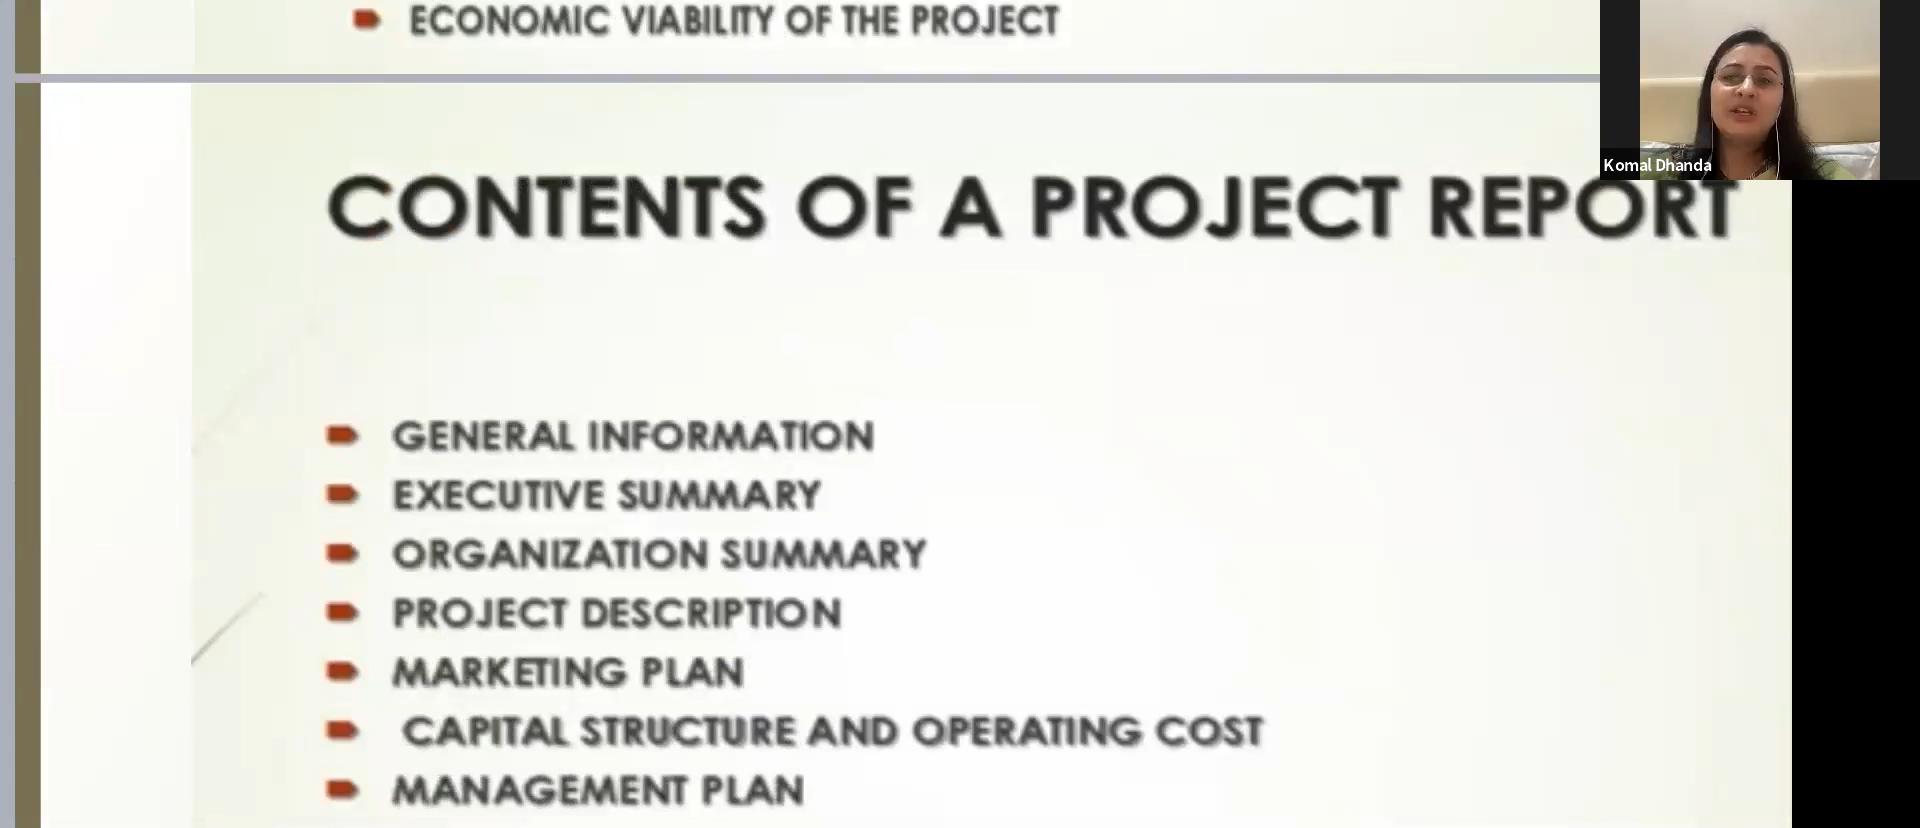 ECONOMIC VIABILITY OF THE PROJECT
Komal Dhanda
CONTENTS OF A PROJECT REPORT
GENERAL INFORMATION
EXECUTIVE SUMMARY
ORGANIZATION SUMMARY
PROJECT DESCRIPTION
MARKETING PLAN
CAPITAL STRUCTURE AND OPERATING COST
MANAGEMENT PLAN